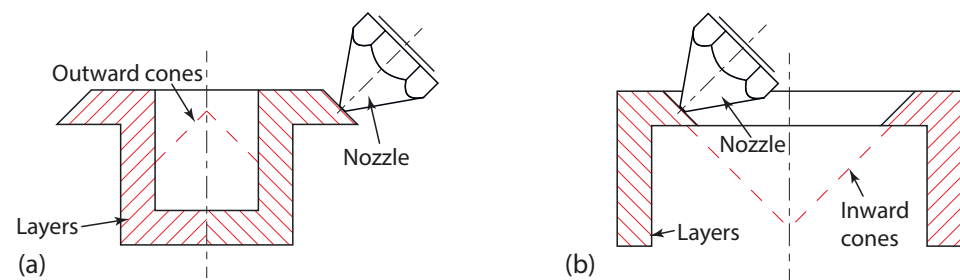 Outward cones
Nozzle
Layers
(a)
Nozzle
Inward
cones
Layers
(b)